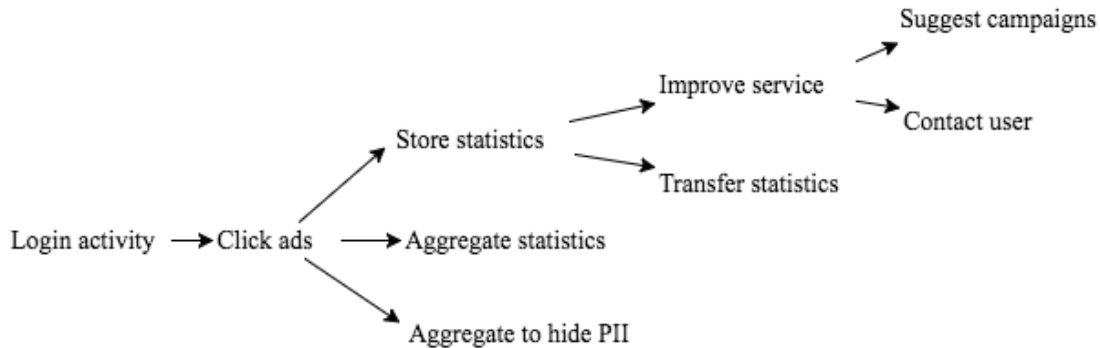 Suggest campaigns
Improve service
Contact user
Store statistics
Transfer statistics
Login activity
Click ads
Aggregate statistics
Aggregate to hide PII